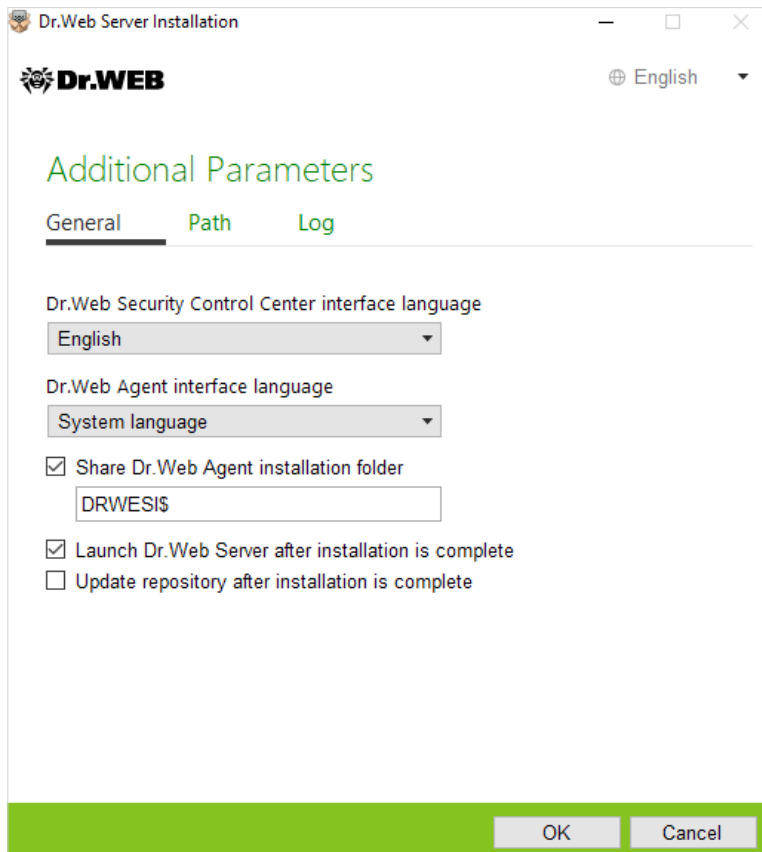 Dr.Web Server Installation
Dr.WEB
English
Additional Parameters
General Path Log
Dr.Web Security Control Center interface language
English
Dr.Web Agent interface language
System language
Share Dr.Web Agent installation folder
DRWESI$
Launch Dr.Web Server after installation is complete
Update repository after installation is complete
OK Cancel